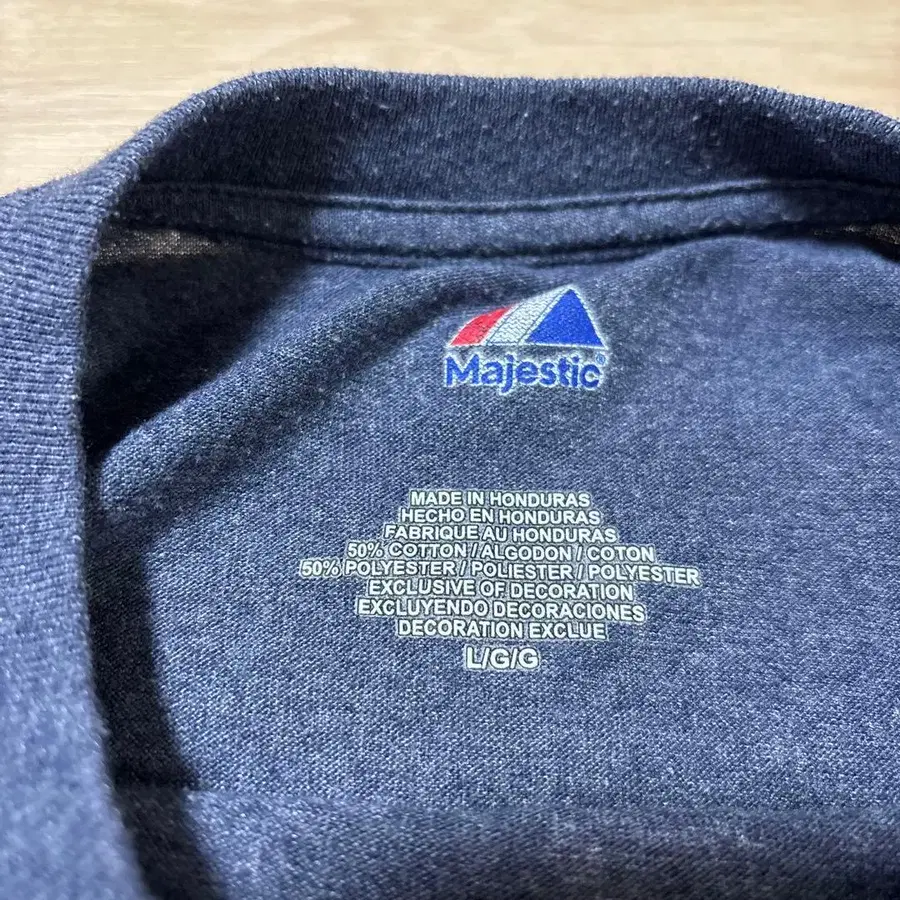 Majestic®
MADE IN HONDURAS
HECHO EN HONDURAS
FABRIQUE AU HONDURAS
50% COTTON / ALGODON / COTON
50% POLYESTER / POLIESTER / POLYESTER
EXCLUSIVE OF DECORATION
EXCLUYENDO DECORACIONES
DECORATION EXCLUE
L/G/G